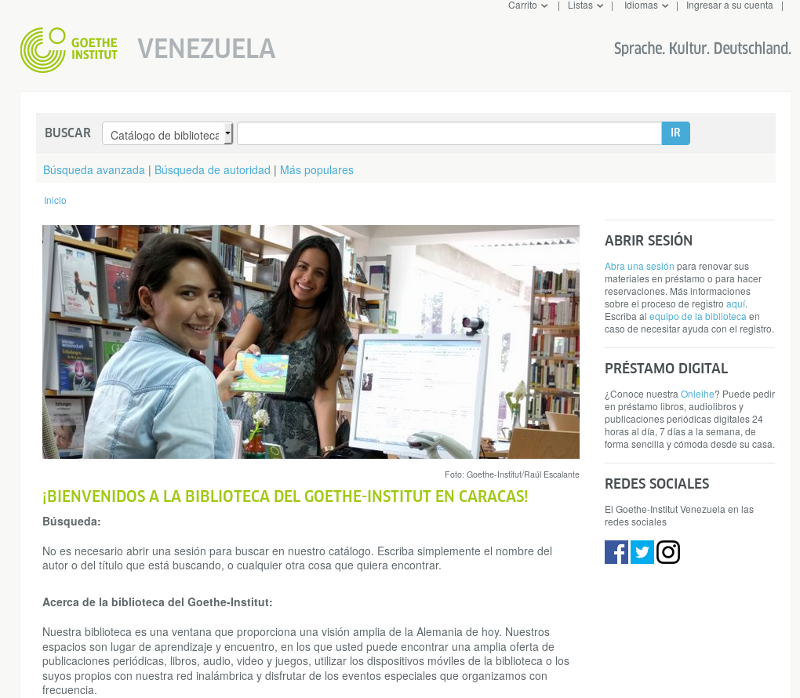 Carrito | Listas | Idiomas | Ingresar a su cuenta |
GOETHE
INSTITUT
VENEZUELA
Sprache. Kultur. Deutschland.
BUSCAR Catálogo de biblioteca IR
Búsqueda avanzada | Búsqueda de autoridad | Más populares
Inicio
Foto: Goethe-Institut/Raúl Escalante
¡BIENVENIDOS A LA BIBLIOTECA DEL GOETHE-INSTITUT EN CARACAS!
Búsqueda:
No es necesario abrir una sesión para buscar en nuestro catálogo. Escriba simplemente el nombre del
autor o del título que está buscando, o cualquier otra cosa que quiera encontrar.
Acerca de la biblioteca del Goethe-Institut:
Nuestra biblioteca es una ventana que proporciona una visión amplia de la Alemania de hoy. Nuestros
espacios son lugar de aprendizaje y encuentro, en los que usted puede encontrar una amplia oferta de
publicaciones periódicas, libros, audio, video y juegos, utilizar los dispositivos móviles de la biblioteca o los
suyos propios con nuestra red inalámbrica y disfrutar de los eventos especiales que organizamos con
frecuencia.
ABRIR SESIÓN
Abra una sesión para renovar sus
materiales en préstamo o para hacer
reservaciones. Más informaciones
sobre el proceso de registro aquí.
Escriba al equipo de la biblioteca en
caso de necesitar ayuda con el registro.
PRÉSTAMO DIGITAL
¿Conoce nuestra Onleihe? Puede pedir
en préstamo libros, audiolibros y
publicaciones periódicas digitales 24
horas al día, 7 días a la semana, de
forma sencilla y cómoda desde su casa.
REDES SOCIALES
El Goethe-Institut Venezuela en las
redes sociales